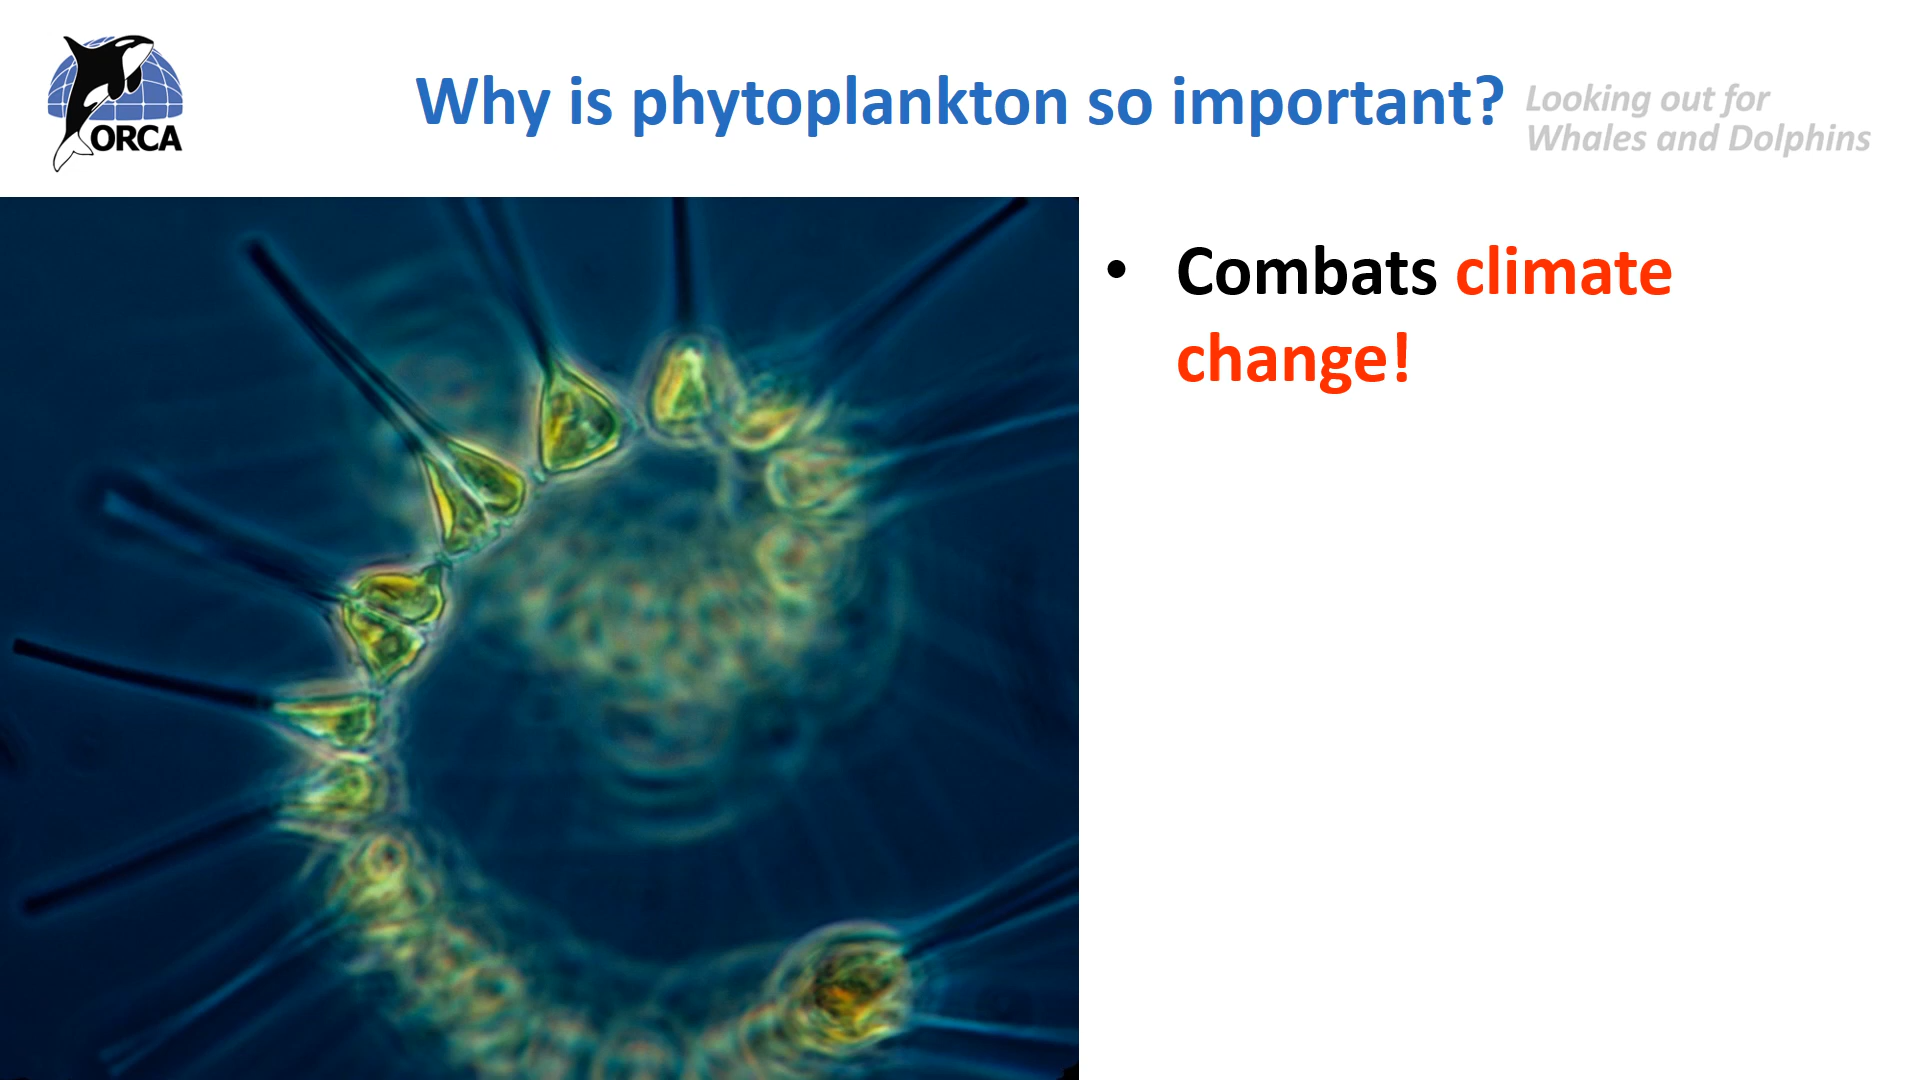 ORCA
Why is phytoplankton so important?
Looking out for
Whales and Dolphins
• Combats climate
change!